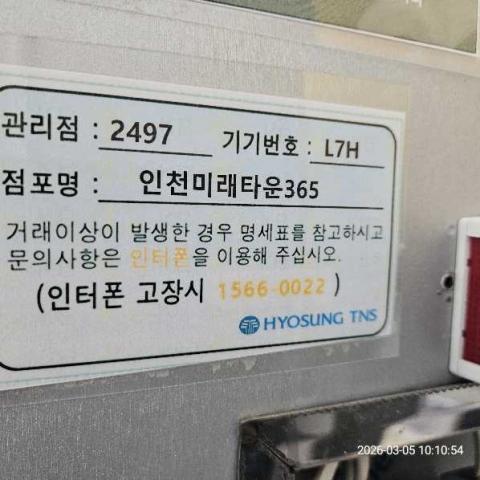 관리점 : 2497 기기번호 : L7H
점포명 : 인천미래타운365
거래이상이 발생한 경우 명세표를 참고하시고
문의사항은 인터폰을 이용해 주십시오.
(인터폰 고장시 1566-0022 )
HYOSUNG TNS
2026-03-05 10:10:54